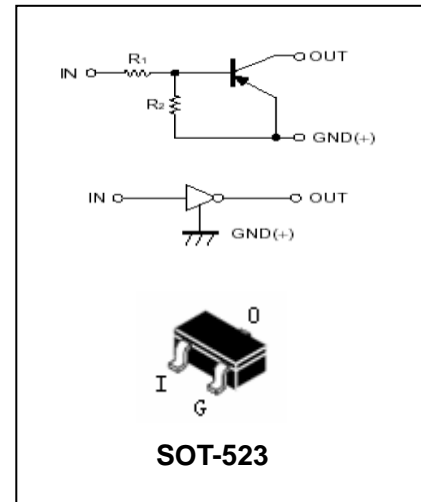 R1
OUT
IN
R2
GND(+)
IN
OUT
GND(+)
O
I
G
SOT-523